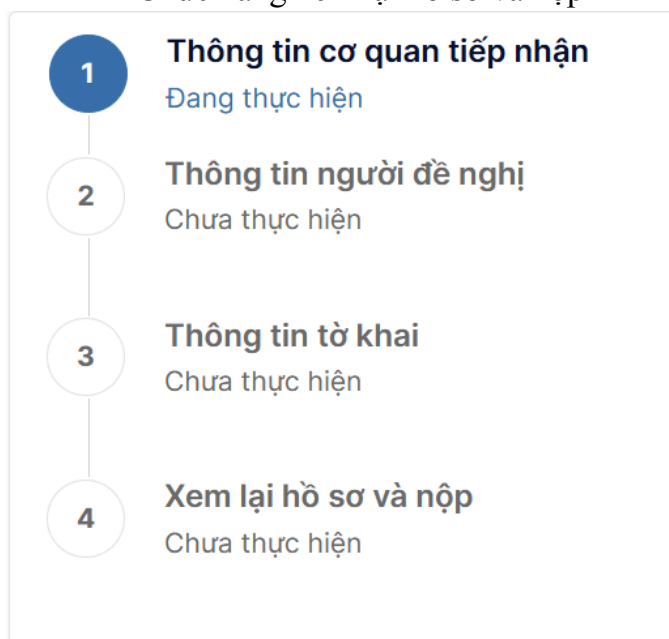 1
Thông tin cơ quan tiếp nhận
Đang thực hiện
2
Thông tin người đề nghị
Chưa thực hiện
3
Thông tin tờ khai
Chưa thực hiện
4
Xem lại hồ sơ và nộp
Chưa thực hiện